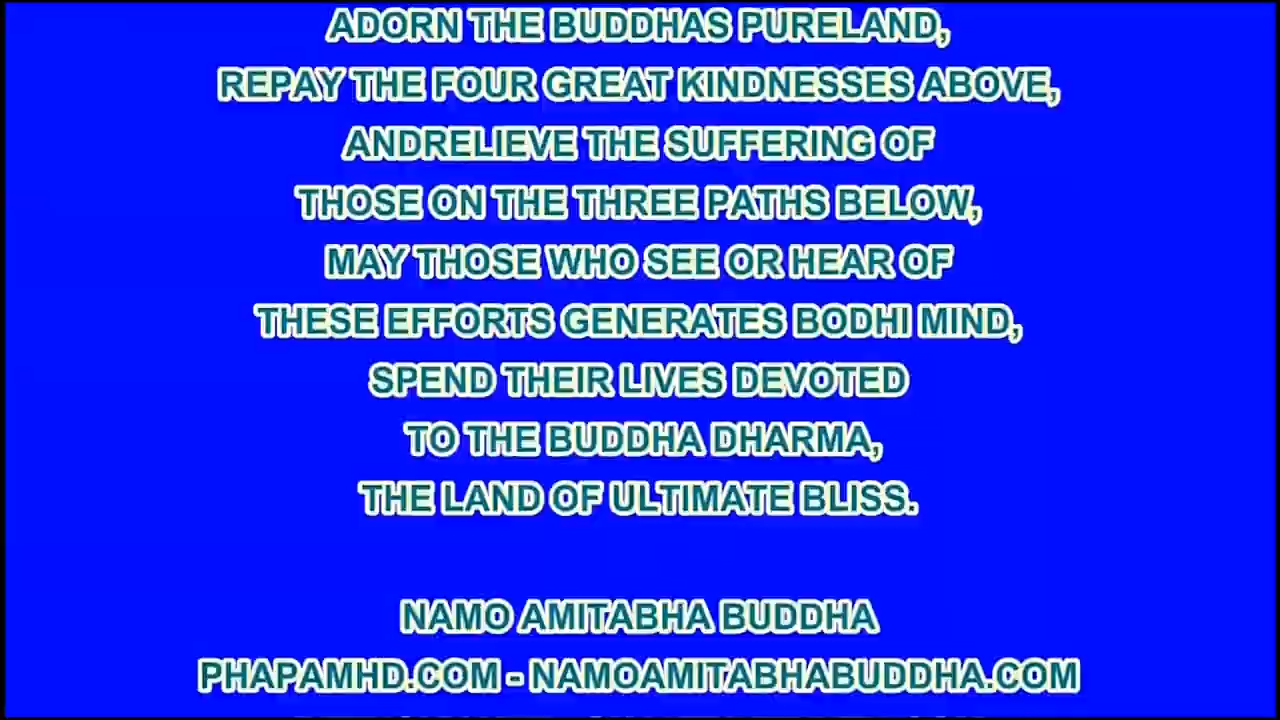 ADORN THE BUDDHAS PURELAND,
REPAY THE FOUR GREAT KINDNESSES ABOVE,
ANDRELIEVE THE SUFFERING OF
THOSE ON THE THREE PATHS BELOW,
MAY THOSE WHO SEE OR HEAR OF
THESE EFFORTS GENERATES BODHI MIND,
SPEND THEIR LIVES DEVOTED
TO THE BUDDHA DHARMA,
THE LAND OF ULTIMATE BLISS.
NAMO AMITABHA BUDDHA
PHAPAMHD.COM - NAMOAMITABHABUDDHA.COM